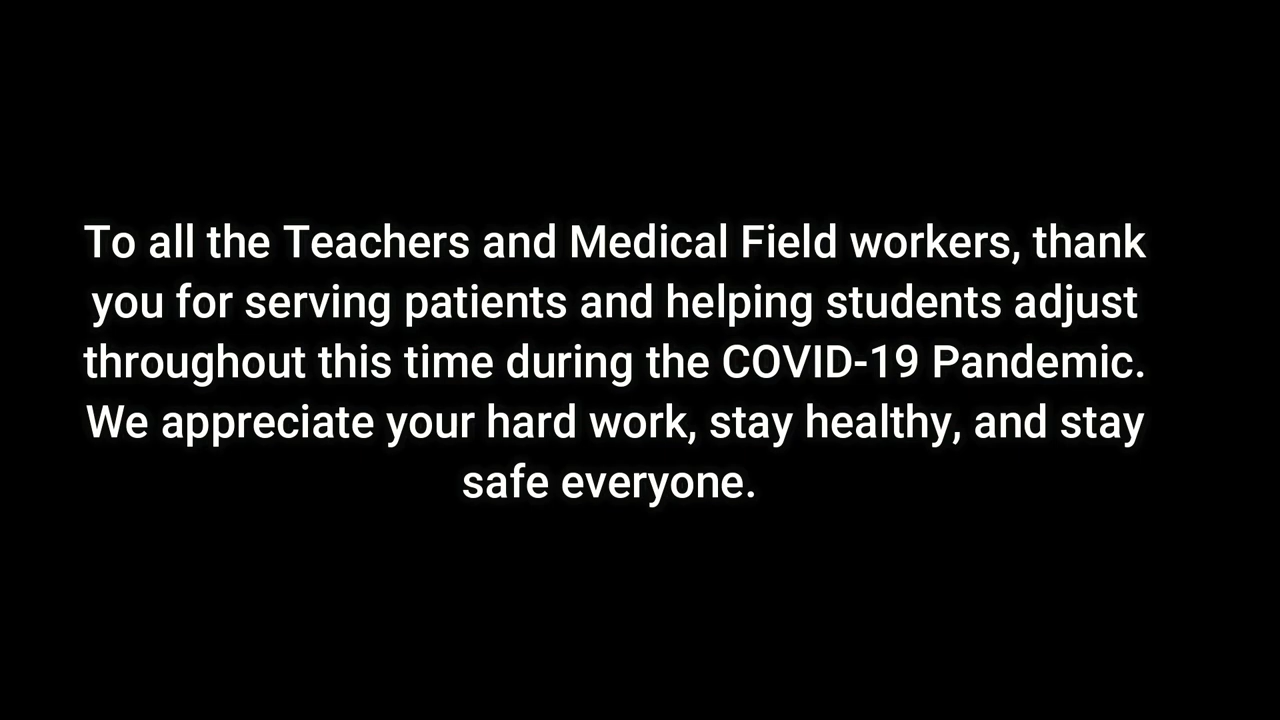 To all the Teachers and Medical Field workers, thank
you for serving patients and helping students adjust
throughout this time during the COVID-19 Pandemic.
We appreciate your hard work, stay healthy, and stay
safe everyone.